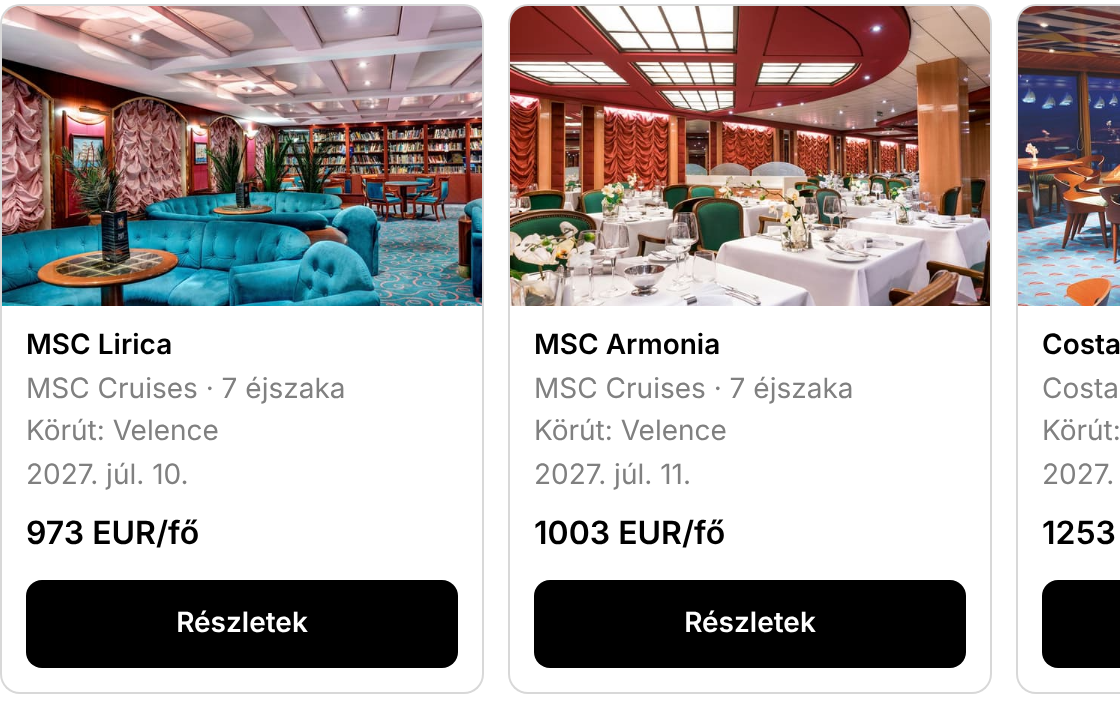 MSC Lirica
MSC Cruises · 7 éjszaka
Körút: Velence
2027. júl. 10.
973 EUR/fő
Részletek
MSC Armonia
MSC Cruises · 7 éjszaka
Körút: Velence
2027. júl. 11.
1003 EUR/fő
Részletek
Costa
Costa
Körút:
2027.
1253